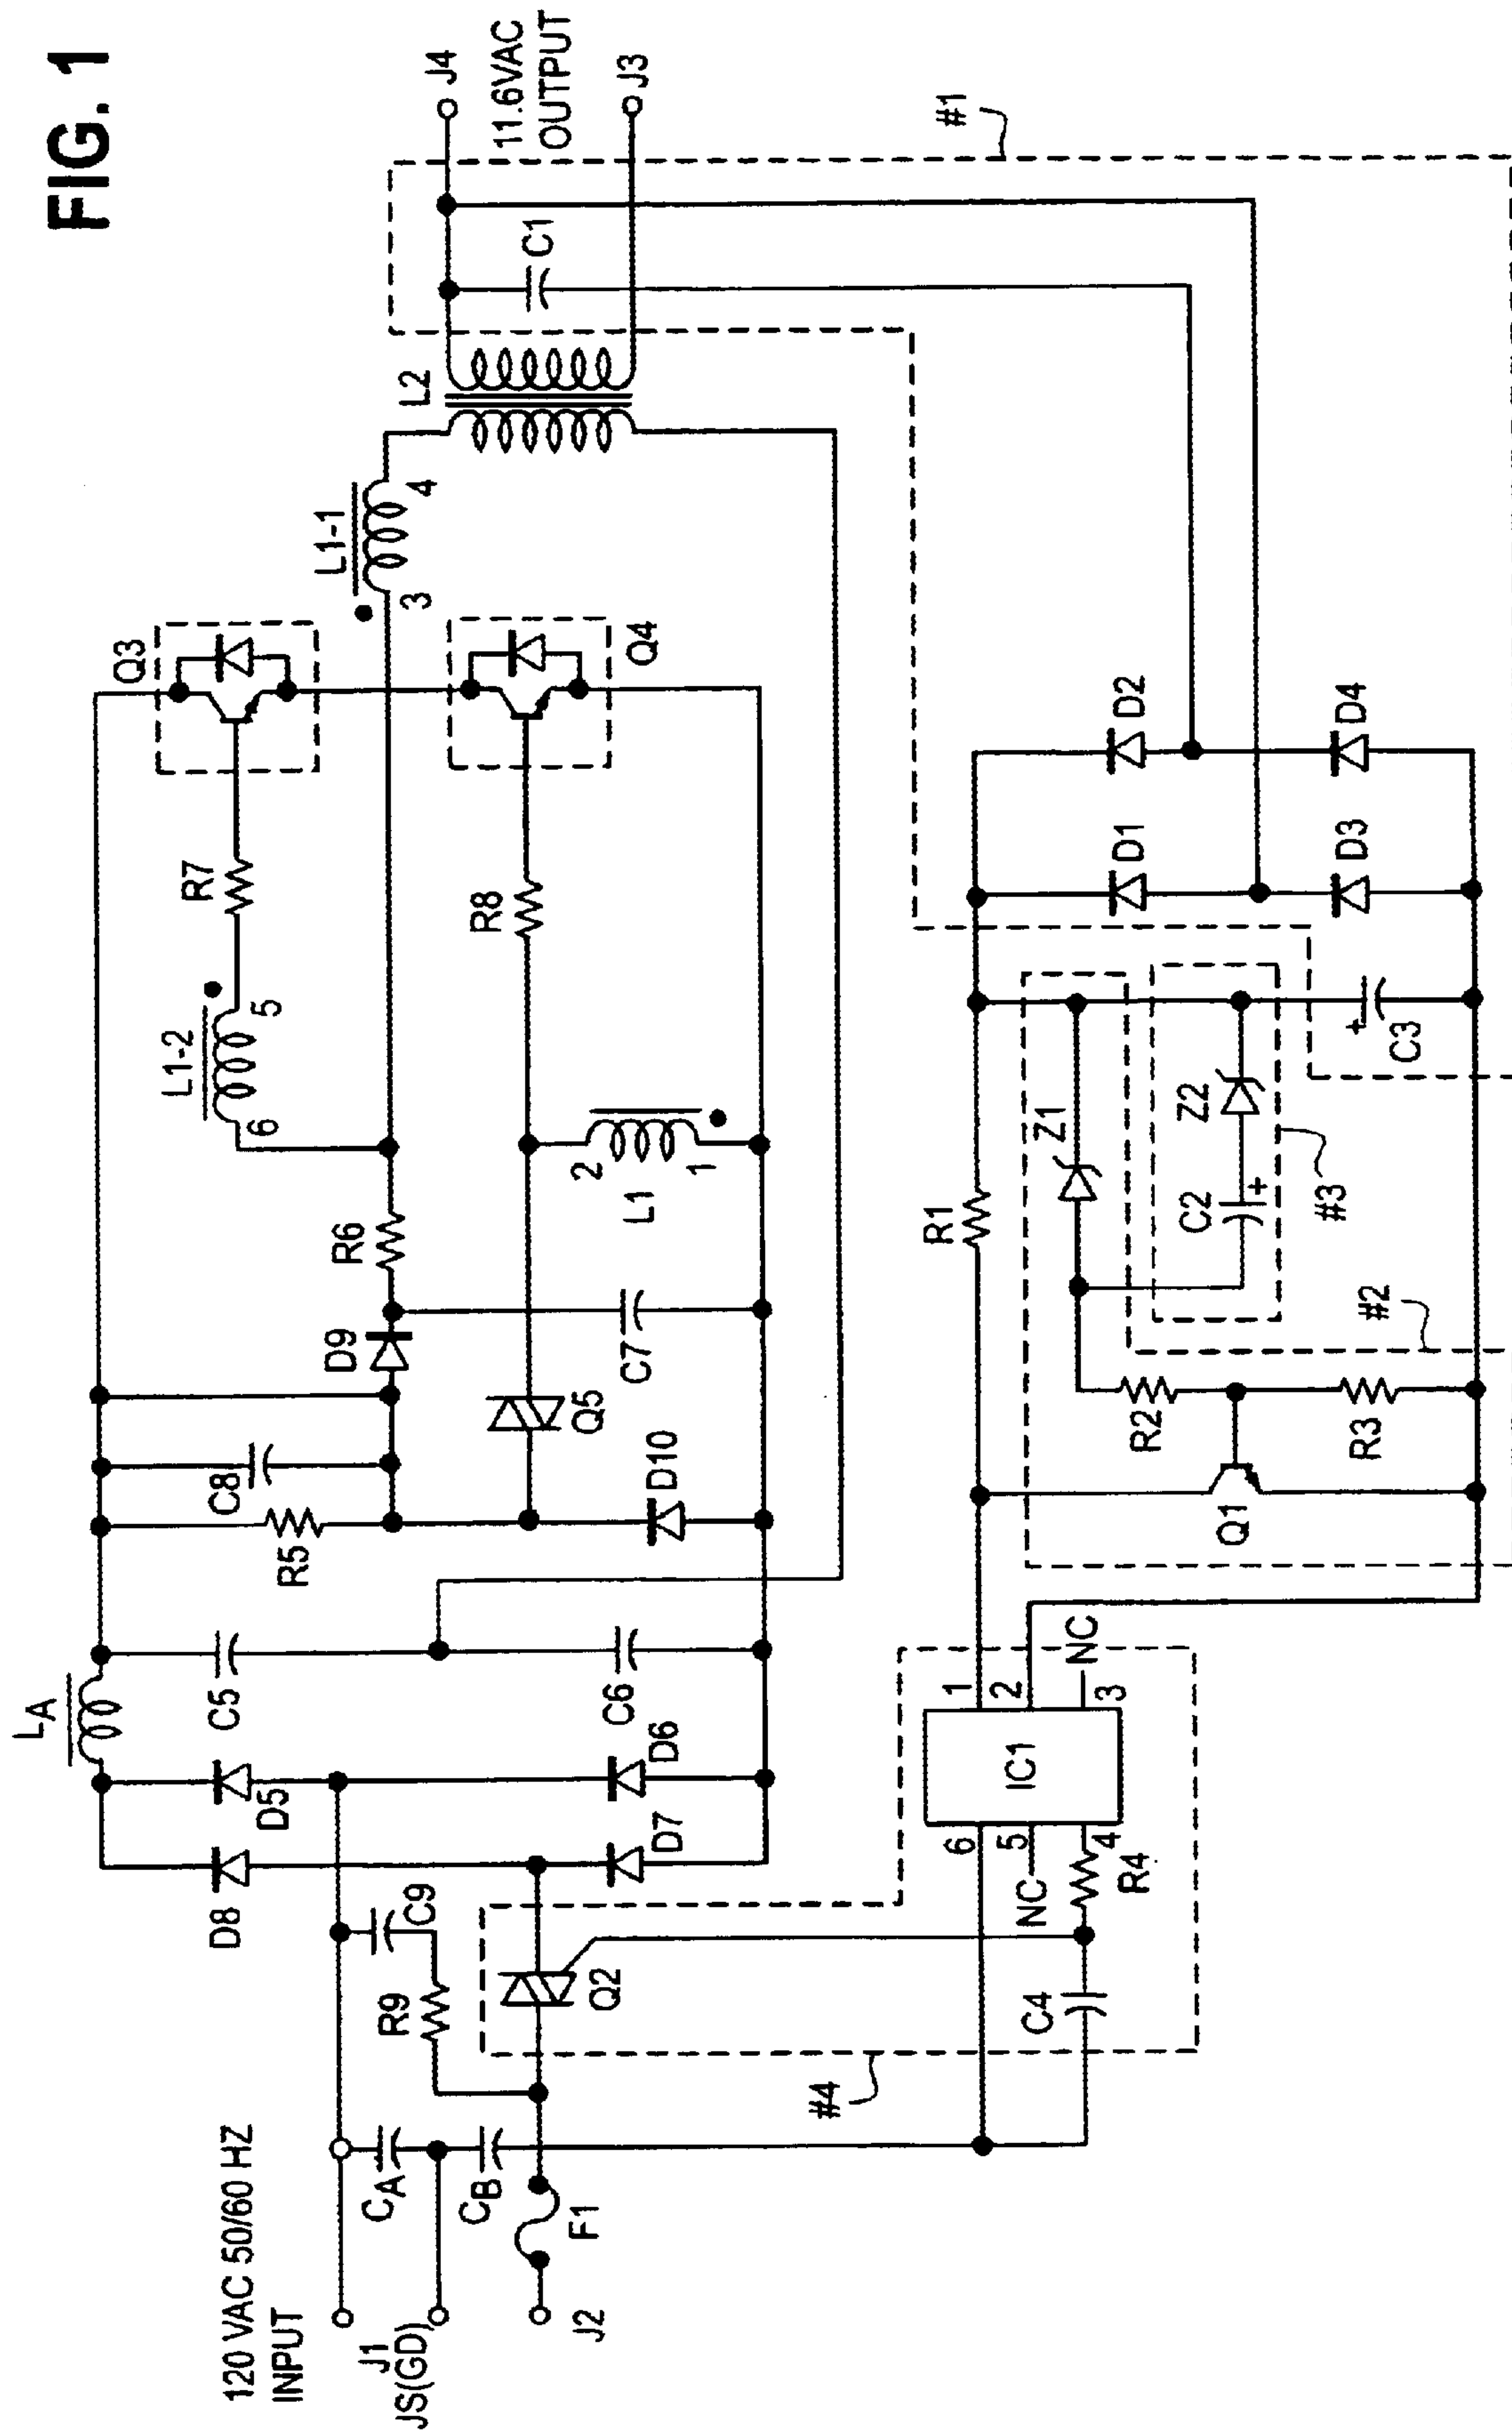 FIG. 1
120 VAC 50/60 HZ
INPUT
J1
JS(GD)
J2
CA
CB
F1
R9
C9
D8
D5
D7
D6
LA
C5
C6
R5
C8
D9
D10
Q5
C7
R6
L1-2
6
5
R7
Q3
L1
2
1
R8
Q4
L1-1
3
4
L2
C1
J4
11.6VAC
OUTPUT
J3
#1
#4
Q2
C4
R4
NC
6
5
4
IC1
1
2
3
NC
Q1
R2
R3
#2
R1
Z1
C2
+
Z2
#3
+
C3
D1
D2
D3
D4